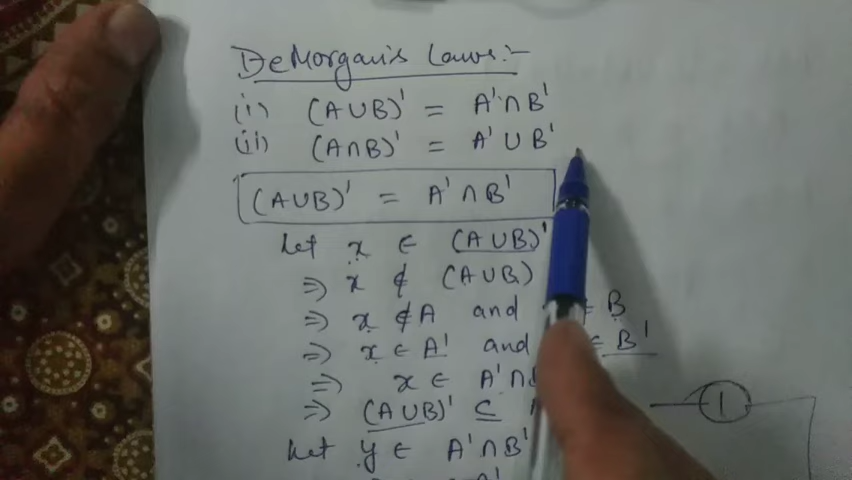 DeMorgan's Laws:-
(i) (A∪B)' = A'∩B'
(ii) (A∩B)' = A'∪B'
(A∪B)' = A'∩B'
Let x ∈ (A∪B)'
⇒ x ∉ (A∪B)
⇒ x ∉ A and B
⇒ x ∈ A' and ∈ B'
⇒ x ∈ A'∩
⇒ (A∪B)' ⊆
1
Let y ∈ A'∩B'